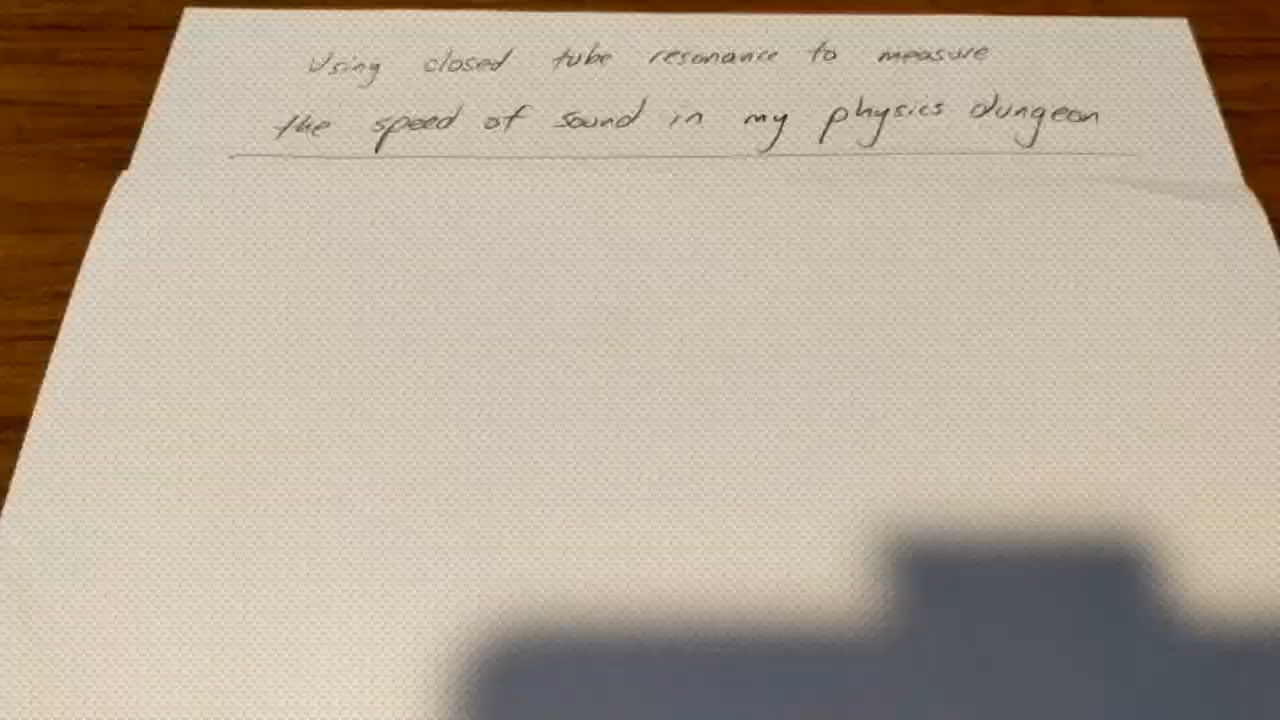 Using closed tube resonance to measure
the speed of sound in my physics dungeon